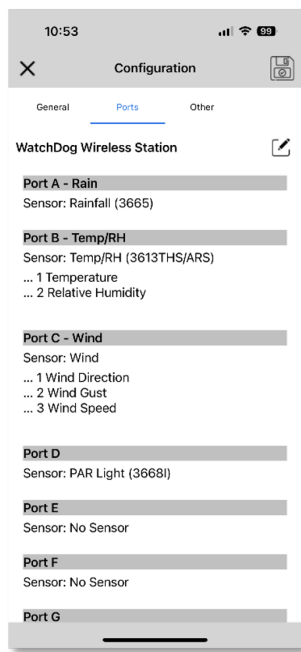 10:53
99
Configuration
General Ports Other
WatchDog Wireless Station
Port A - Rain
Sensor: Rainfall (3665)
Port B - Temp/RH
Sensor: Temp/RH (3613THS/ARS)
... 1 Temperature
... 2 Relative Humidity
Port C - Wind
Sensor: Wind
... 1 Wind Direction
... 2 Wind Gust
... 3 Wind Speed
Port D
Sensor: PAR Light (3668I)
Port E
Sensor: No Sensor
Port F
Sensor: No Sensor
Port G